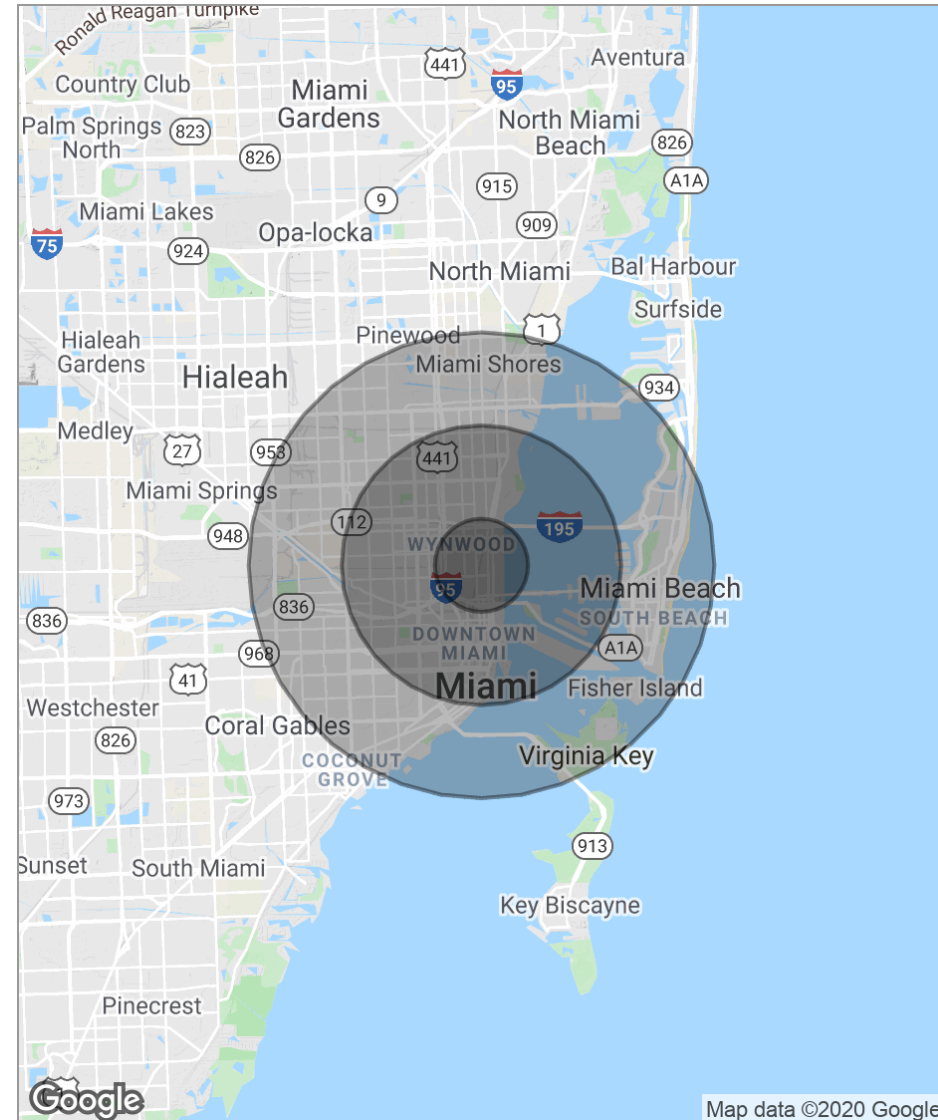 Ronald Reagan Turnpike
441
Aventura
95
Country Club
Miami
Gardens
North Miami
Beach
Palm Springs
North
823
826
826
915
A1A
9
Miami Lakes
909
Opa-locka
75
924
North Miami
Bal Harbour
Surfside
1
Pinewood
Hialeah
Gardens
Miami Shores
Hialeah
934
Medley
27
953
441
Miami Springs
112
195
948
WYNWOOD
95
Miami Beach
836
836
SOUTH BEACH
DOWNTOWN
MIAMI
968
A1A
41
Miami
Fisher Island
Westchester
Coral Gables
826
Virginia Key
COCONUT
GROVE
973
913
Sunset
South Miami
Key Biscayne
Pinecrest
Google
Map data ©2020 Google